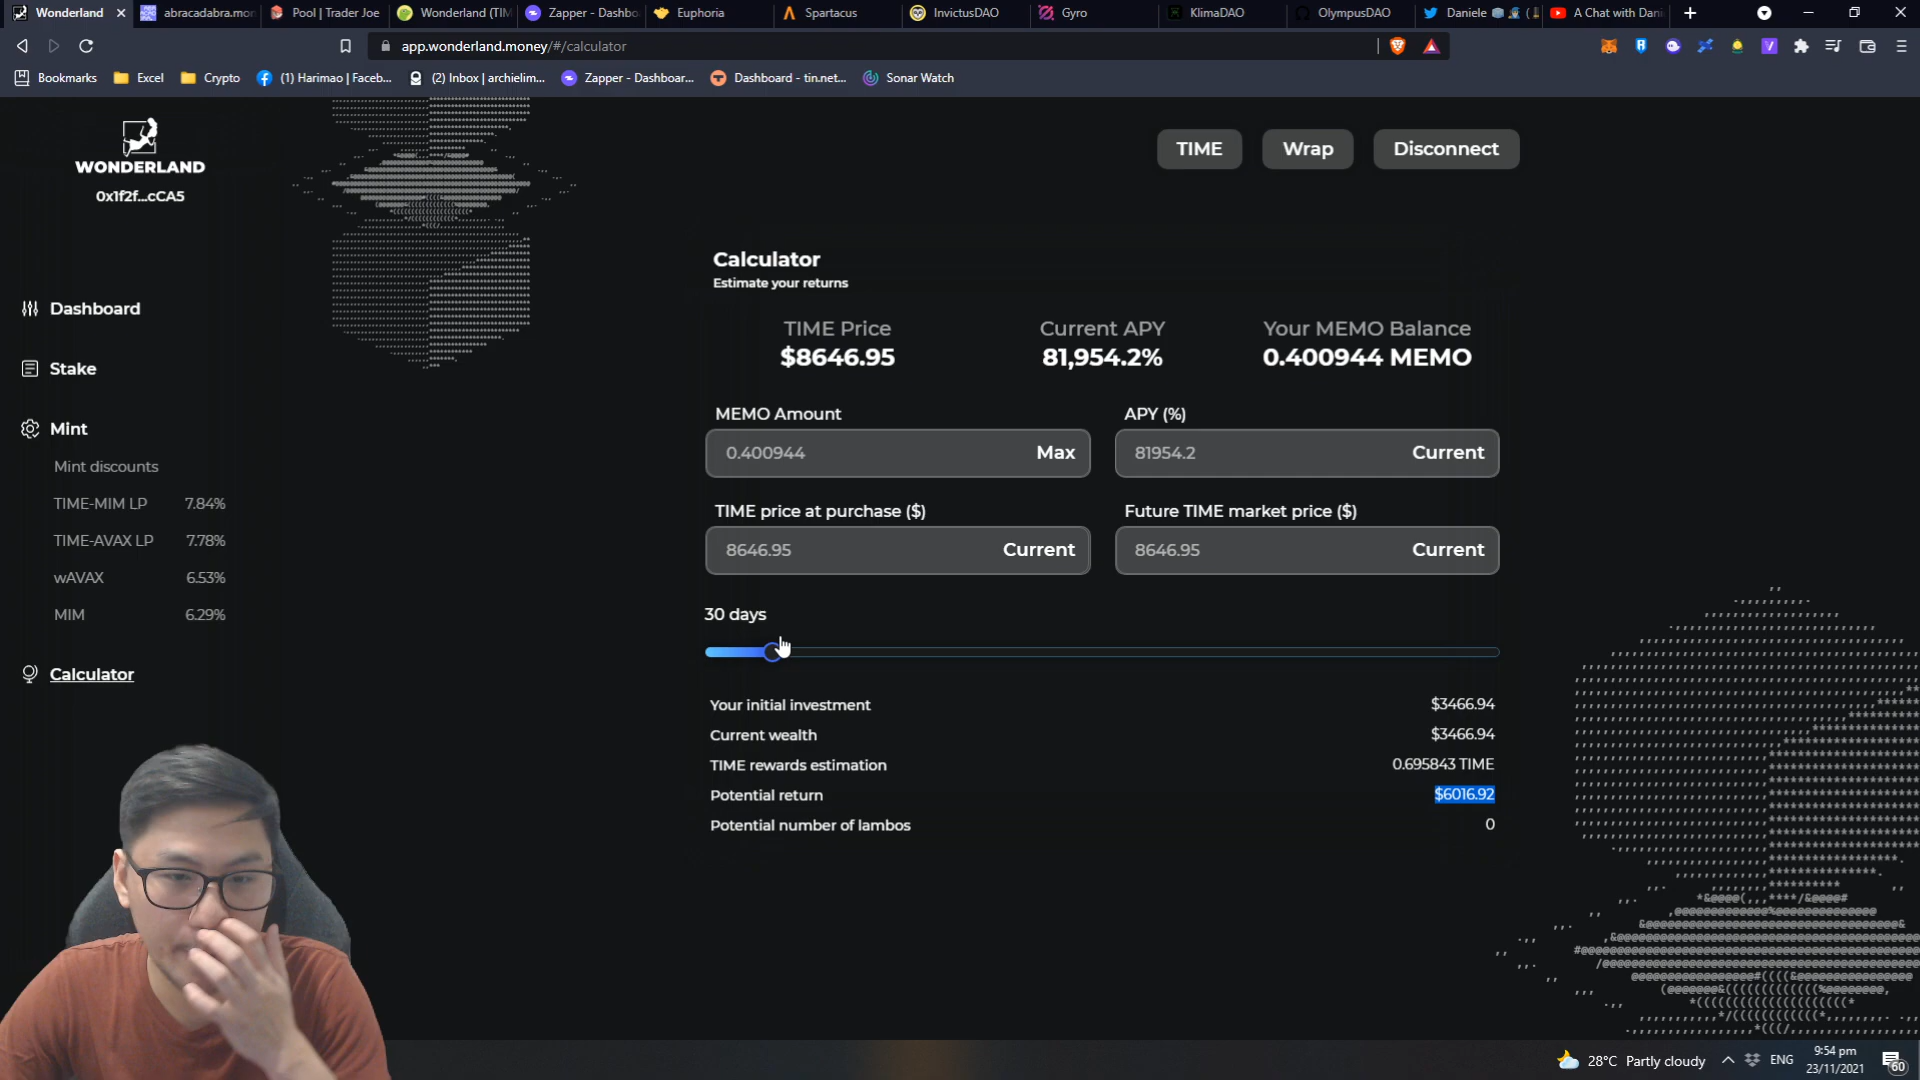 Wonderland
abracadabra.mon
Pool | Trader Joe
Wonderland (TIM
Zapper - Dashbo
Euphoria
Spartacus
InvictusDAO
Gyro
KlimaDAO
OlympusDAO
Daniele
A Chat with Dani
app.wonderland.money/#/calculator
Bookmarks
Excel
Crypto
(1) Harimao | Faceb...
(2) Inbox | archielim...
Zapper - Dashboar...
Dashboard - tin.net...
Sonar Watch
WONDERLAND
0x1f2f...cCA5
TIME
Wrap
Disconnect
Dashboard
Stake
Mint
Mint discounts
TIME-MIM LP 7.84%
TIME-AVAX LP 7.78%
wAVAX 6.53%
MIM 6.29%
Calculator
Calculator
Estimate your returns
TIME Price
$8646.95
Current APY
81,954.2%
Your MEMO Balance
0.400944 MEMO
MEMO Amount
0.400944 Max
APY (%)
81954.2 Current
TIME price at purchase ($)
8646.95 Current
Future TIME market price ($)
8646.95 Current
30 days
Your initial investment $3466.94
Current wealth $3466.94
TIME rewards estimation 0.695843 TIME
Potential return $6016.92
Potential number of lambos 0
28°C Partly cloudy
ENG
9:54 pm
23/11/2021
60